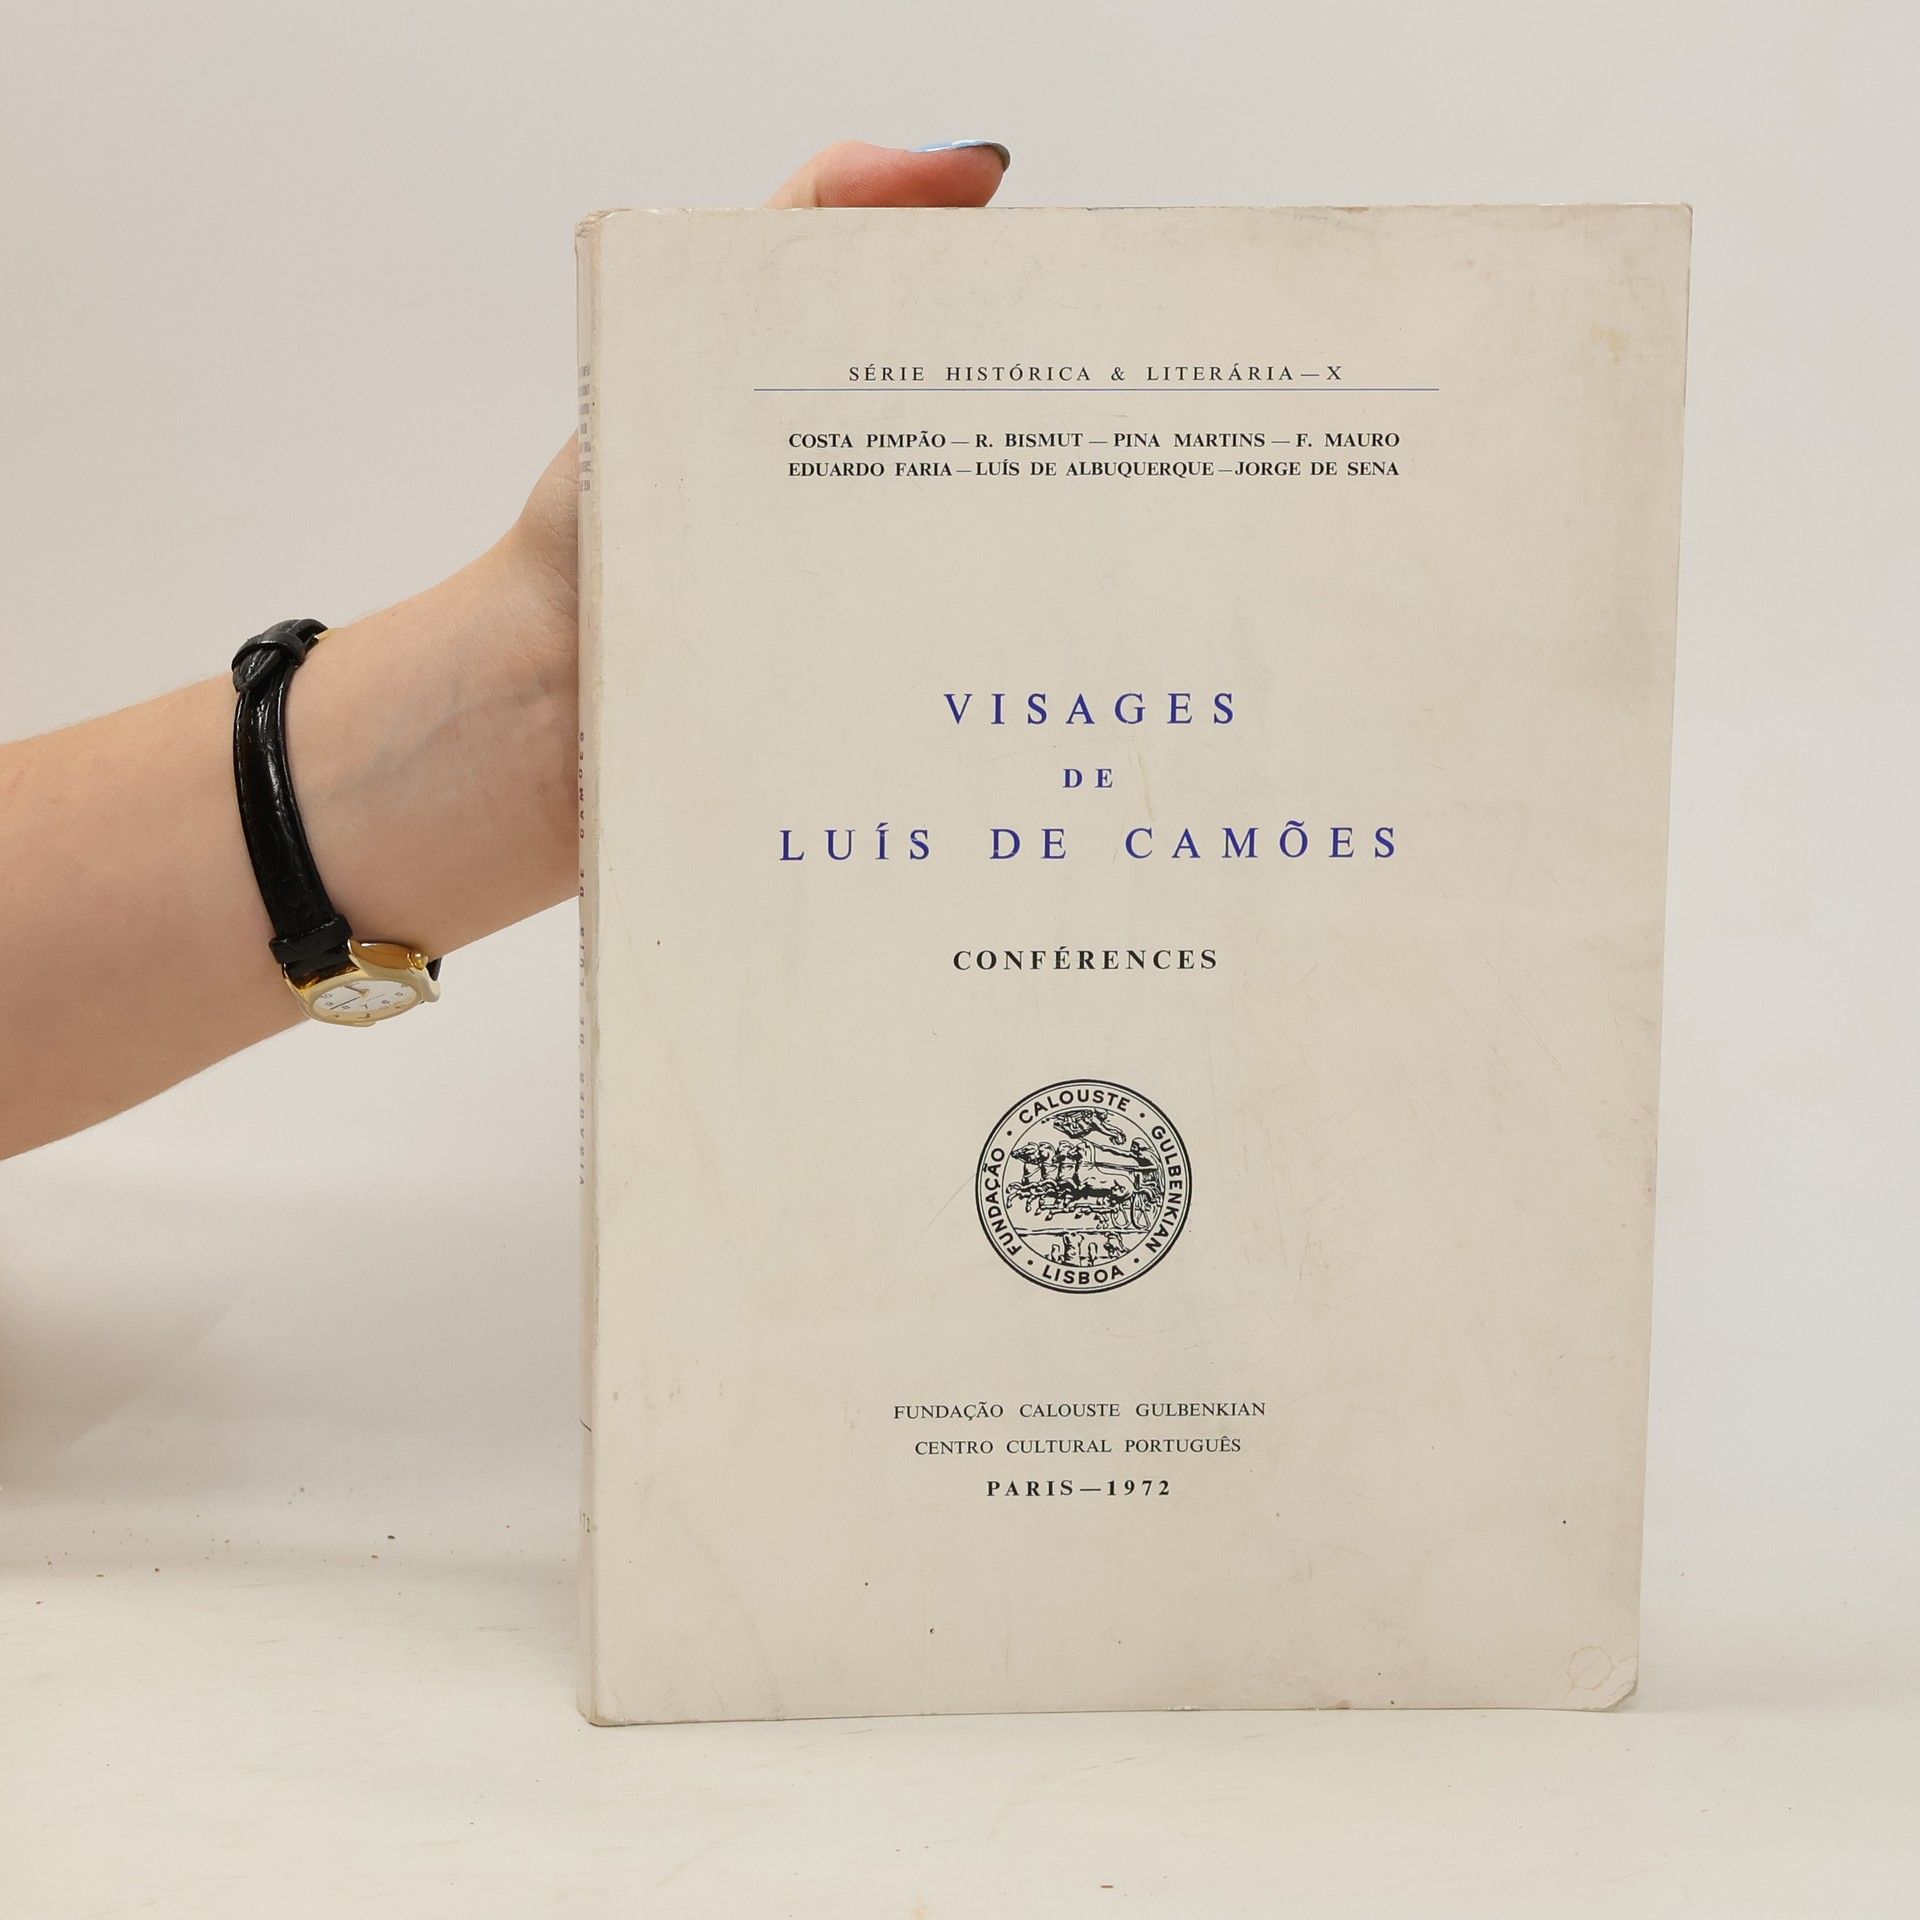 SÉRIE HISTÓRICA & LITERÁRIA — X
COSTA PIMPÃO — R. BISMUT — PINA MARTINS — F. MAURO
EDUARDO FARIA — LUÍS DE ALBUQUERQUE — JORGE DE SENA
VISAGES
DE
LUÍS DE CAMÕES
CONFÉRENCES
FUNDAÇÃO • CALOUSTE • GULBENKIAN • LISBOA •
FUNDAÇÃO CALOUSTE GULBENKIAN
CENTRO CULTURAL PORTUGUÊS
PARIS — 1972
VISAGES DE LUÍS DE CAMÕES